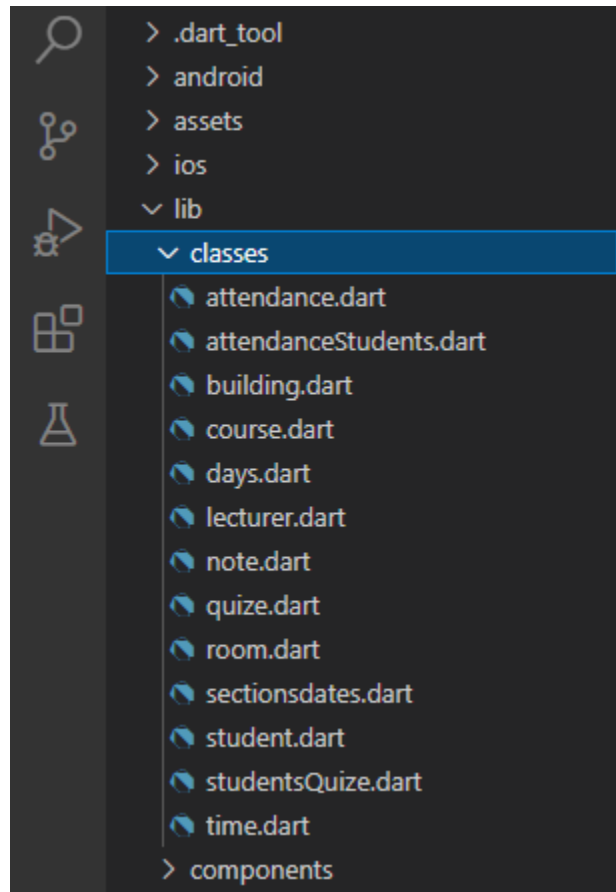 .dart_tool
android
assets
ios
lib
classes
attendance.dart
attendanceStudents.dart
building.dart
course.dart
days.dart
lecturer.dart
note.dart
quize.dart
room.dart
sectionsdates.dart
student.dart
studentsQuize.dart
time.dart
components